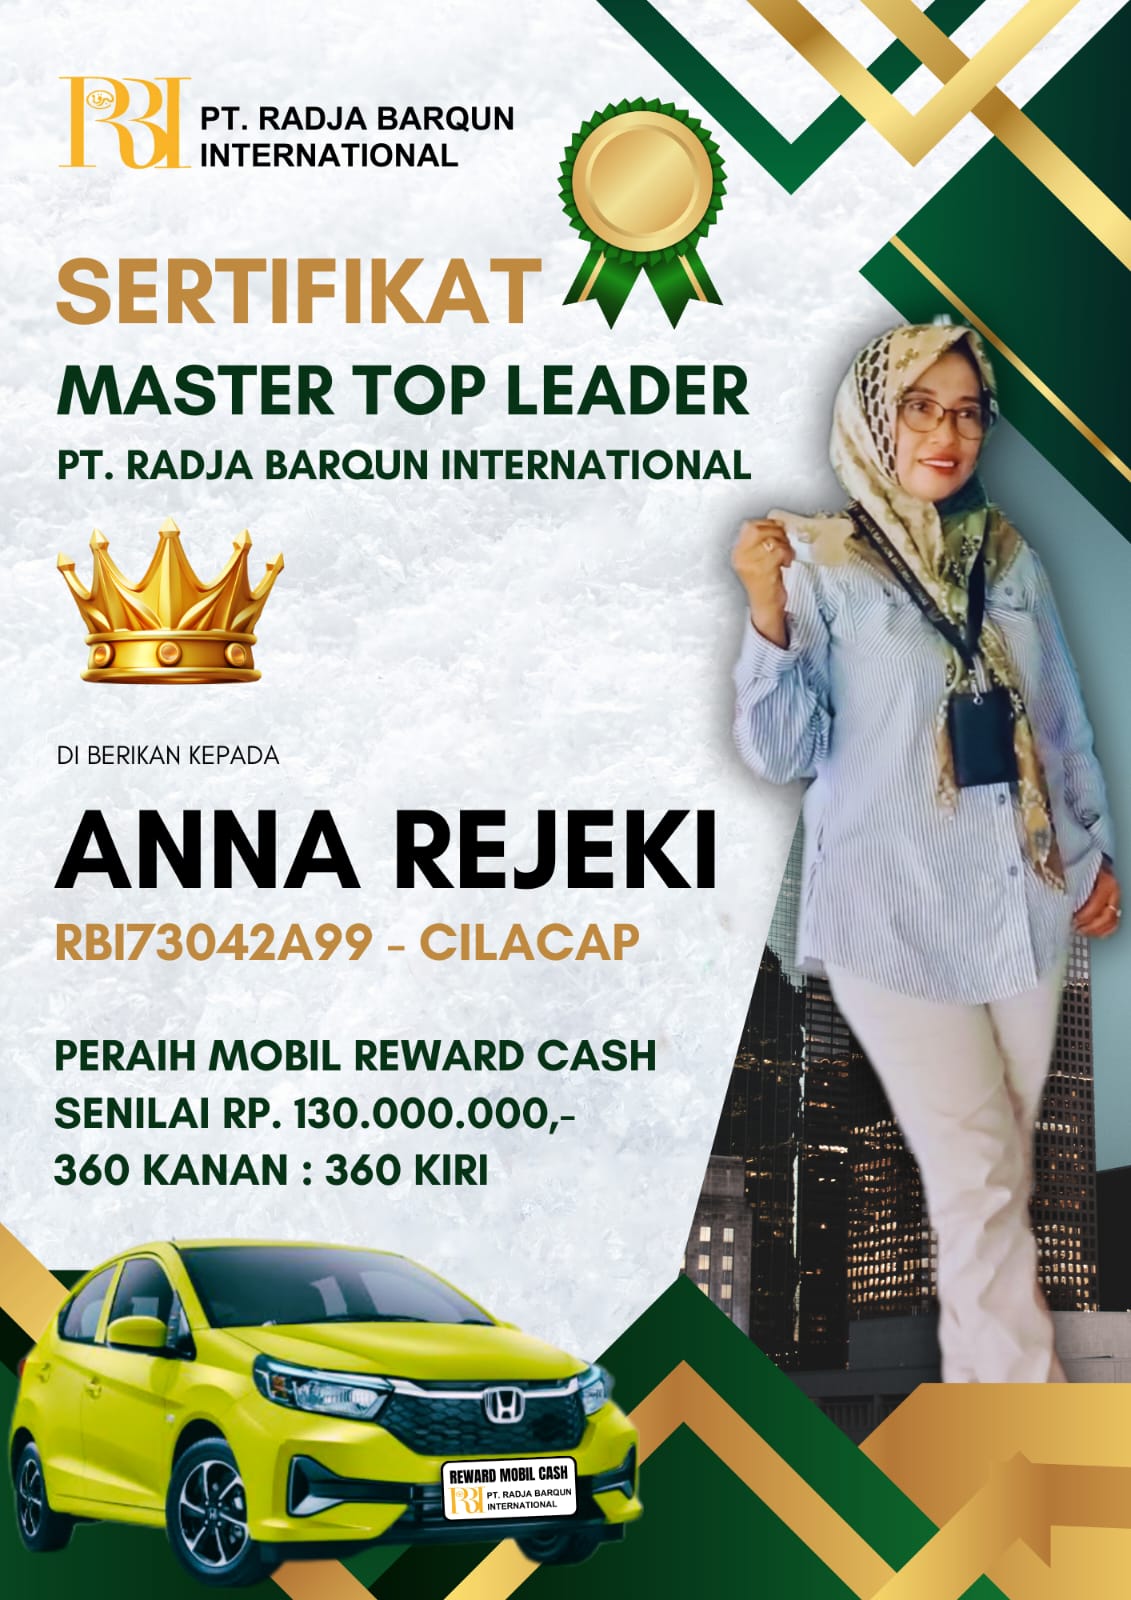 RBI
PT. RADJA BARQUN
INTERNATIONAL
SERTIFIKAT
MASTER TOP LEADER
PT. RADJA BARQUN INTERNATIONAL
DI BERIKAN KEPADA
ANNA REJEKI
RBI73042A99 - CILACAP
PERAIH MOBIL REWARD CASH
SENILAI RP. 130.000.000,-
360 KANAN : 360 KIRI
REWARD MOBIL CASH
RBI PT. RADJA BARQUN
INTERNATIONAL